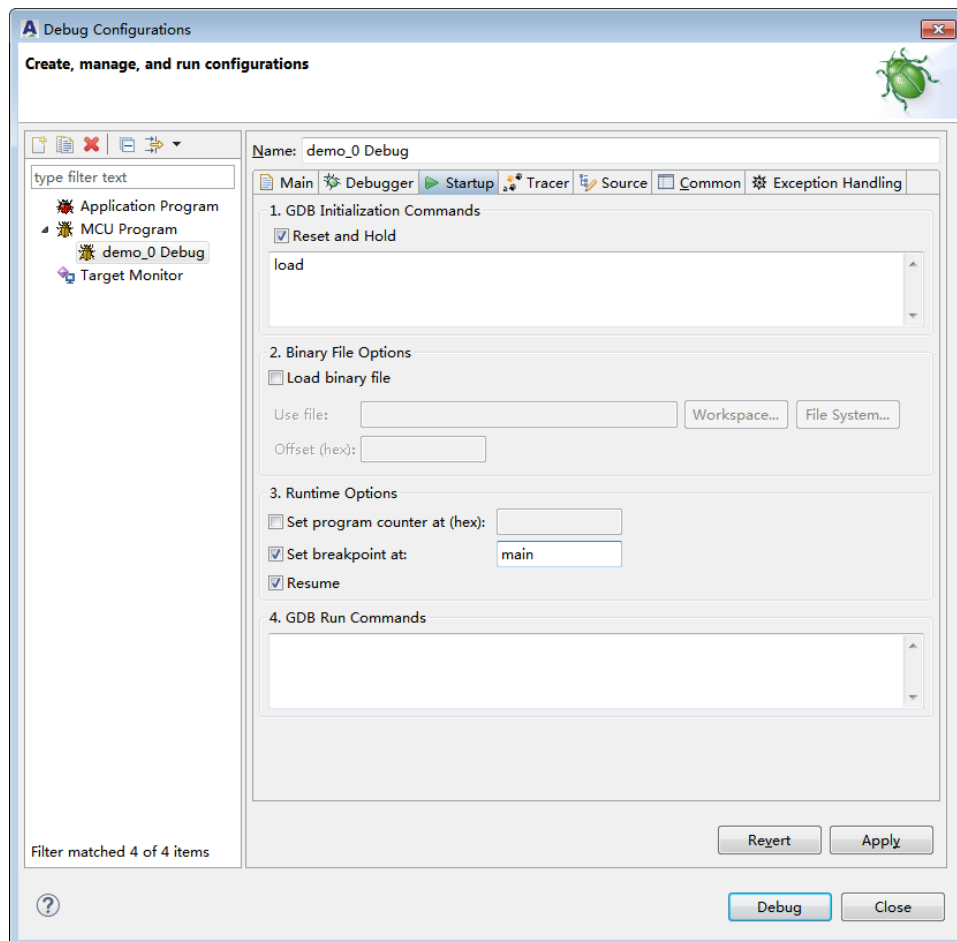 Debug Configurations
Create, manage, and run configurations
type filter text
Application Program
MCU Program
demo_0 Debug
Target Monitor
Filter matched 4 of 4 items
Name: demo_0 Debug
Main Debugger Startup Tracer Source Common Exception Handling
1. GDB Initialization Commands
Reset and Hold
load
2. Binary File Options
Load binary file
Use file: Workspace... File System...
Offset (hex):
3. Runtime Options
Set program counter at (hex):
Set breakpoint at: main
Resume
4. GDB Run Commands
Revert Apply
Debug Close